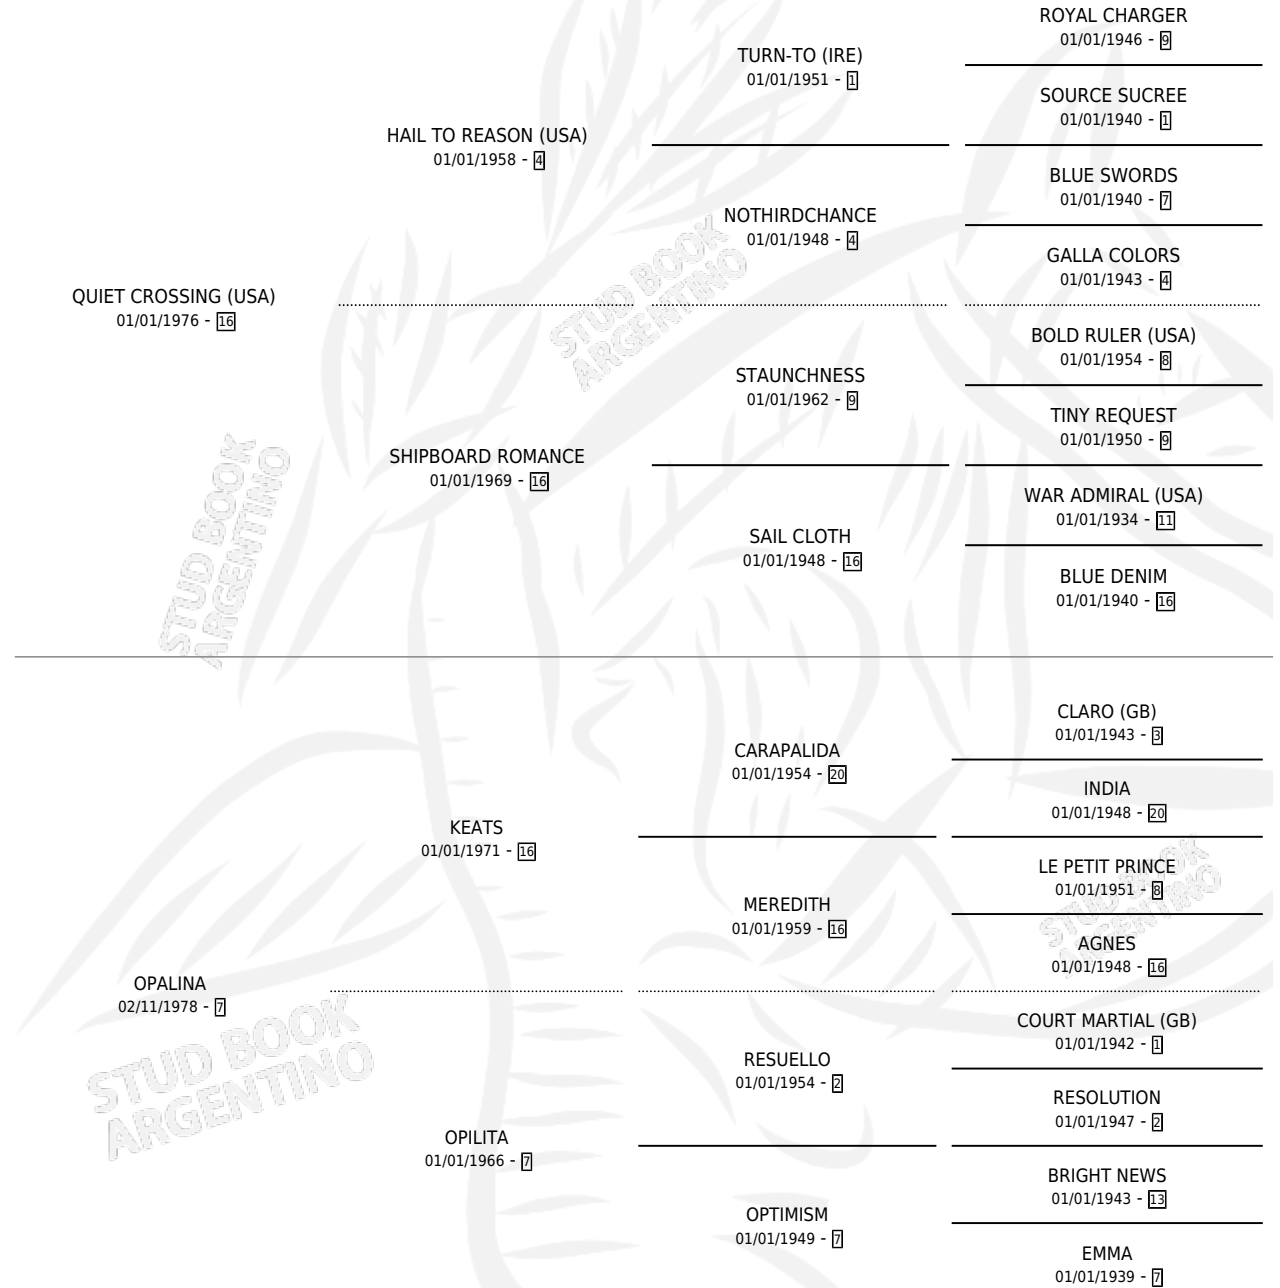 ROYAL CHARGER
01/01/1946 - 9
TURN-TO (IRE)
01/01/1951 - 1
SOURCE SUCREE
01/01/1940 - 1
HAIL TO REASON (USA)
01/01/1958 - 4
BLUE SWORDS
01/01/1940 - 7
NOTHIRDCHANCE
01/01/1948 - 4
GALLA COLORS
01/01/1943 - 4
QUIET CROSSING (USA)
01/01/1976 - 16
STUD BOOK
ARGENTINO
BOLD RULER (USA)
01/01/1954 - 8
STAUNCHNESS
01/01/1962 - 9
TINY REQUEST
01/01/1950 - 9
SHIPBOARD ROMANCE
01/01/1969 - 16
WAR ADMIRAL (USA)
01/01/1934 - 11
SAIL CLOTH
01/01/1948 - 16
BLUE DENIM
01/01/1940 - 16
STUD BOOK
ARGENTINO
CLARO (GB)
01/01/1943 - 3
CARAPALIDA
01/01/1954 - 20
INDIA
01/01/1948 - 20
KEATS
01/01/1971 - 16
LE PETIT PRINCE
01/01/1951 - 8
MEREDITH
01/01/1959 - 16
AGNES
01/01/1948 - 16
STUD BOOK
ARGENTINO
OPALINA
02/11/1978 - 7
COURT MARTIAL (GB)
01/01/1942 - 1
RESUELLO
01/01/1954 - 2
RESOLUTION
01/01/1947 - 2
STUD BOOK
ARGENTINO
OPILITA
01/01/1966 - 7
BRIGHT NEWS
01/01/1943 - 13
OPTIMISM
01/01/1949 - 7
EMMA
01/01/1939 - 7